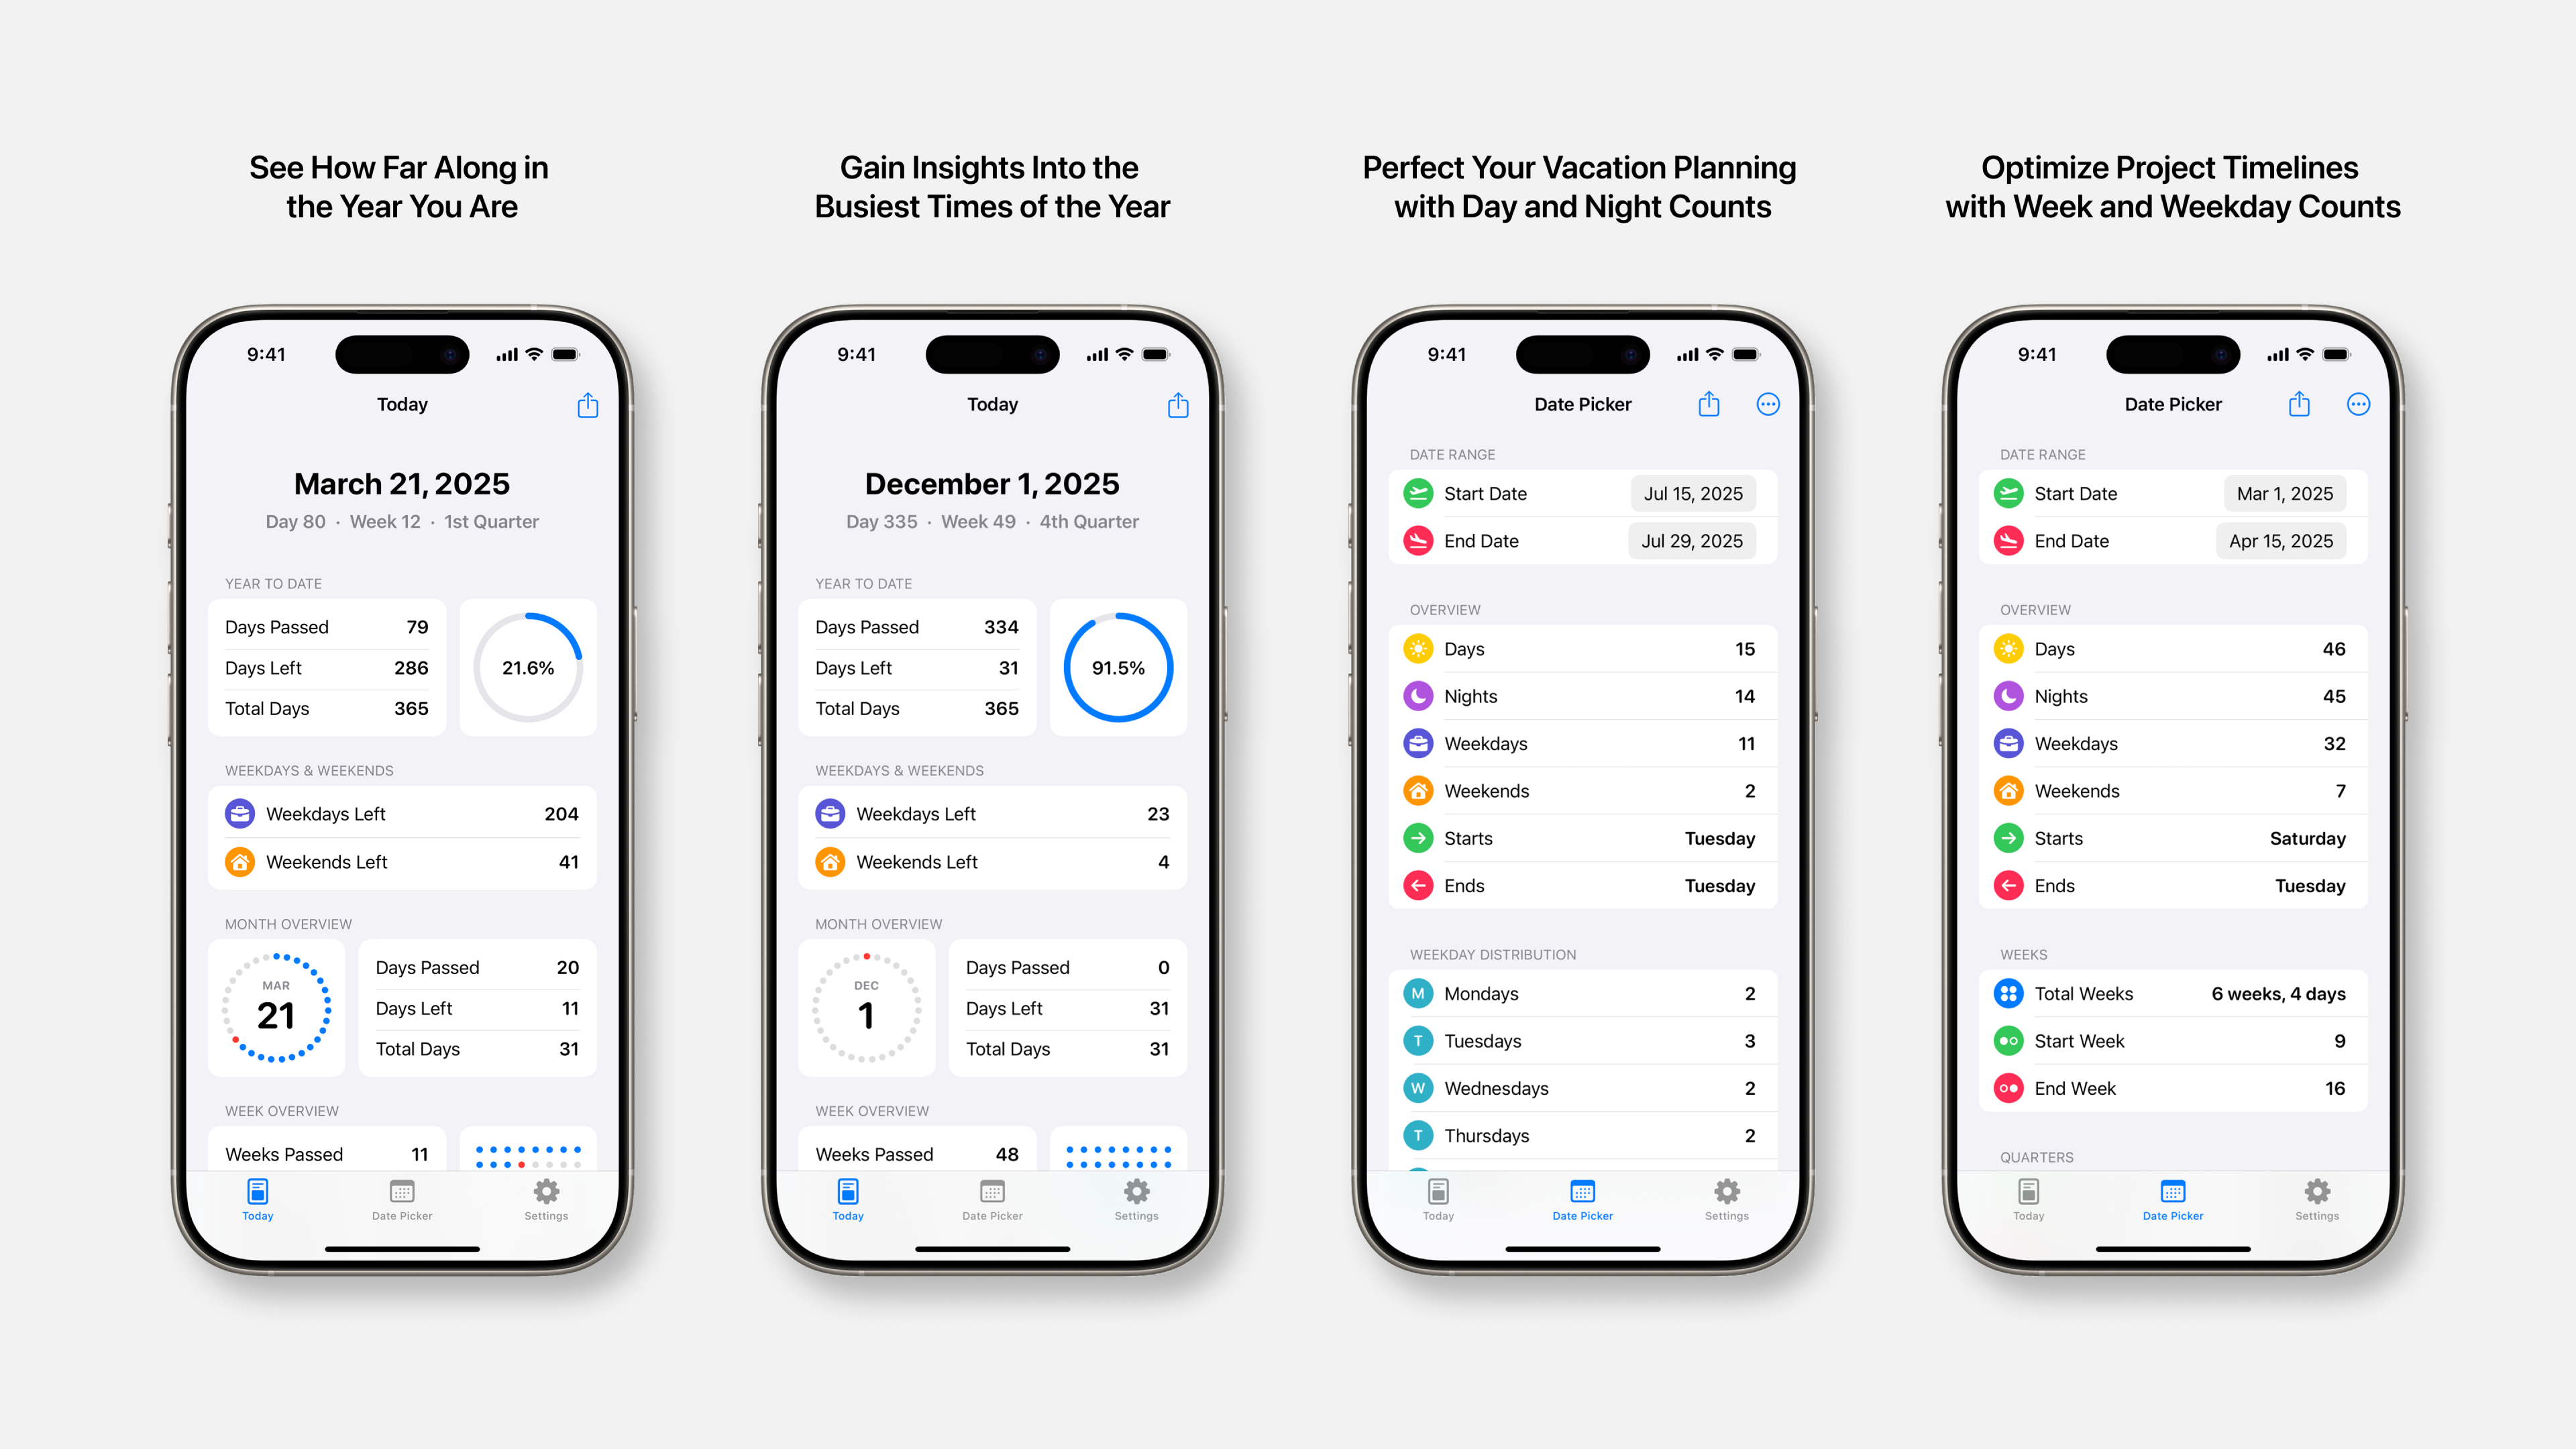 See How Far Along in
the Year You Are
9:41
Today
March 21, 2025
Day 80 · Week 12 · 1st Quarter
YEAR TO DATE
Days Passed 79
Days Left 286
Total Days 365
21.6%
WEEKDAYS & WEEKENDS
Weekdays Left 204
Weekends Left 41
MONTH OVERVIEW
MAR
21
Days Passed 20
Days Left 11
Total Days 31
WEEK OVERVIEW
Weeks Passed 11
Today
Date Picker
Settings
Gain Insights Into the
Busiest Times of the Year
9:41
Today
December 1, 2025
Day 335 · Week 49 · 4th Quarter
YEAR TO DATE
Days Passed 334
Days Left 31
Total Days 365
91.5%
WEEKDAYS & WEEKENDS
Weekdays Left 23
Weekends Left 4
MONTH OVERVIEW
DEC
1
Days Passed 0
Days Left 31
Total Days 31
WEEK OVERVIEW
Weeks Passed 48
Today
Date Picker
Settings
Perfect Your Vacation Planning
with Day and Night Counts
9:41
Date Picker
DATE RANGE
Start Date Jul 15, 2025
End Date Jul 29, 2025
OVERVIEW
Days 15
Nights 14
Weekdays 11
Weekends 2
Starts Tuesday
Ends Tuesday
WEEKDAY DISTRIBUTION
M Mondays 2
T Tuesdays 3
W Wednesdays 2
T Thursdays 2
Today
Date Picker
Settings
Optimize Project Timelines
with Week and Weekday Counts
9:41
Date Picker
DATE RANGE
Start Date Mar 1, 2025
End Date Apr 15, 2025
OVERVIEW
Days 46
Nights 45
Weekdays 32
Weekends 7
Starts Saturday
Ends Tuesday
WEEKS
Total Weeks 6 weeks, 4 days
Start Week 9
End Week 16
QUARTERS
Today
Date Picker
Settings